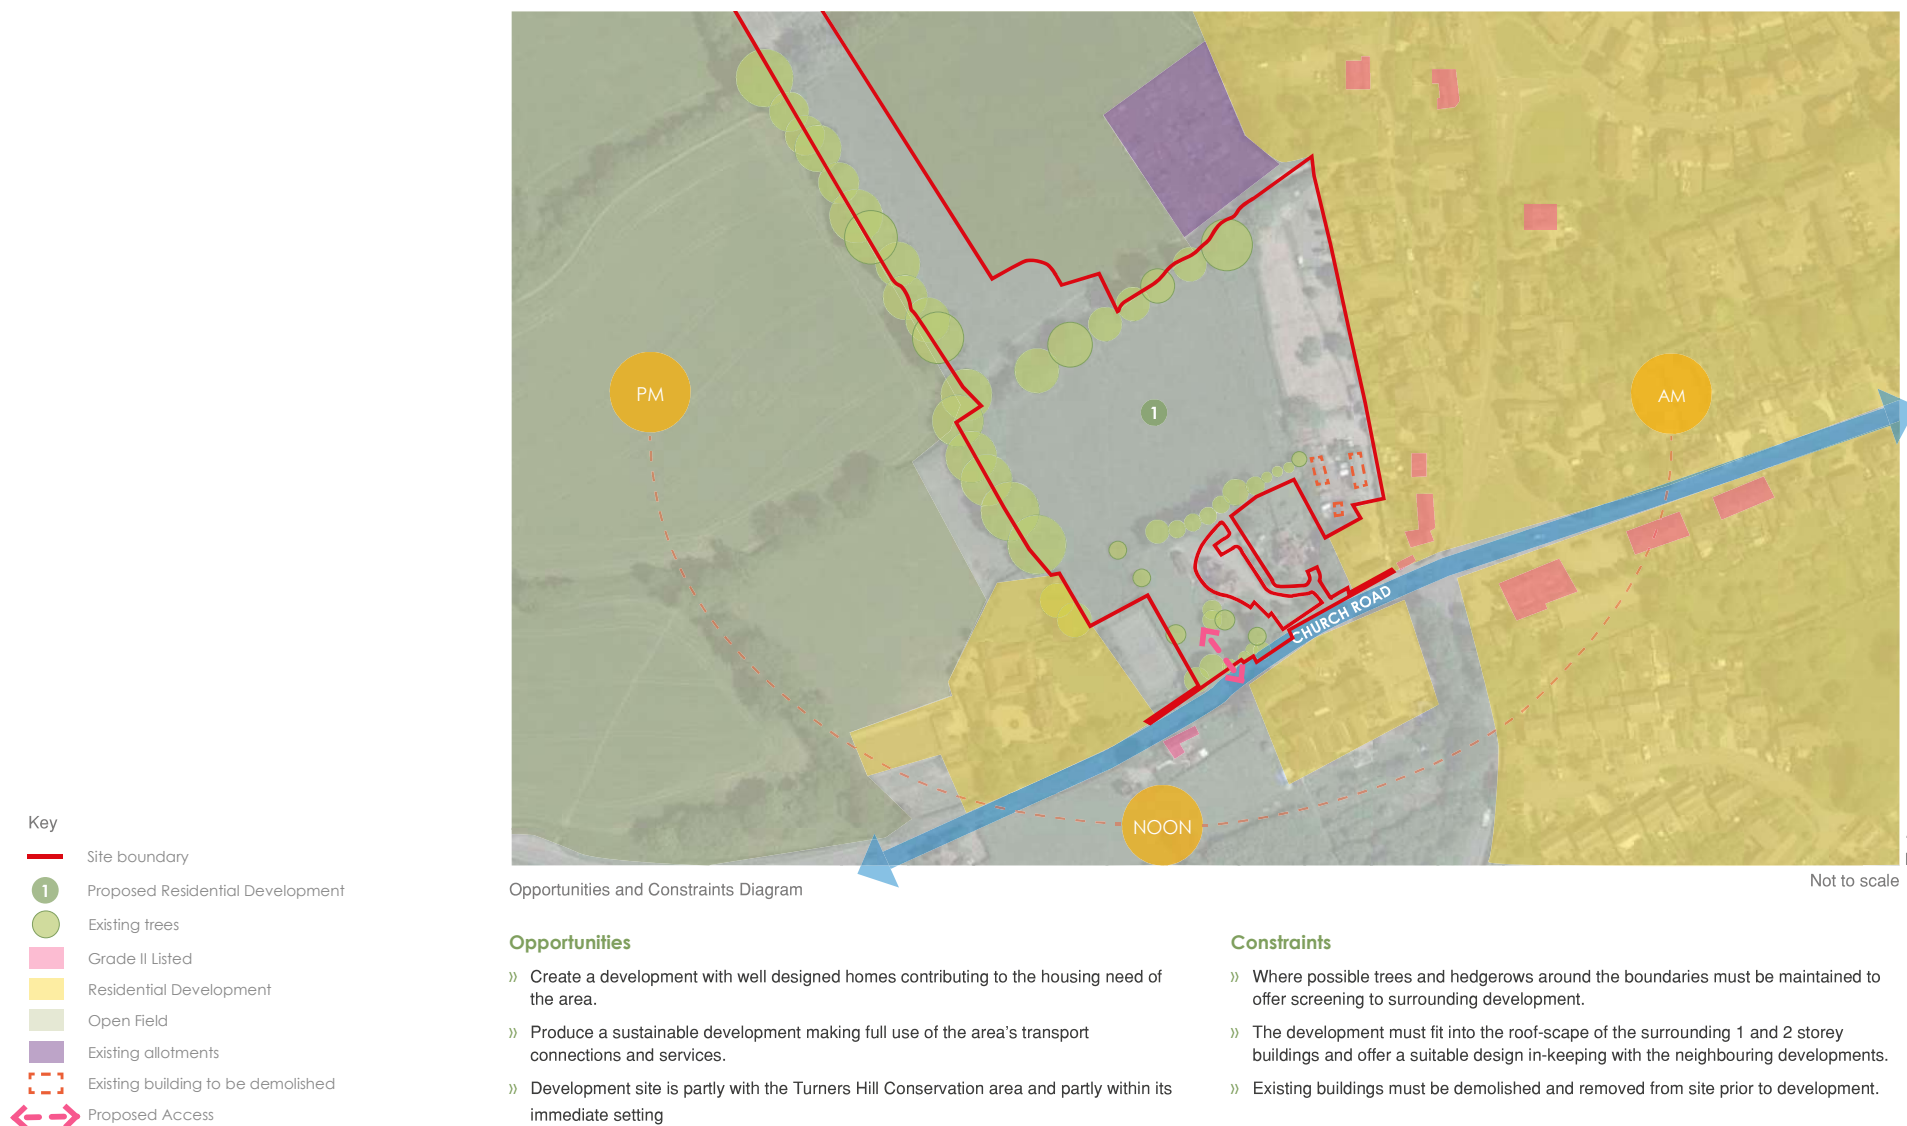 PM
AM
1
CHURCH ROAD
NOON
Key
Site boundary
1 Proposed Residential Development
Existing trees
Grade II Listed
Residential Development
Open Field
Existing allotments
Existing building to be demolished
Proposed Access
Opportunities and Constraints Diagram
Not to scale
Opportunities
» Create a development with well designed homes contributing to the housing need of
the area.
» Produce a sustainable development making full use of the area's transport
connections and services.
» Development site is partly with the Turners Hill Conservation area and partly within its
immediate setting
Constraints
» Where possible trees and hedgerows around the boundaries must be maintained to
offer screening to surrounding development.
» The development must fit into the roof-scape of the surrounding 1 and 2 storey
buildings and offer a suitable design in-keeping with the neighbouring developments.
» Existing buildings must be demolished and removed from site prior to development.